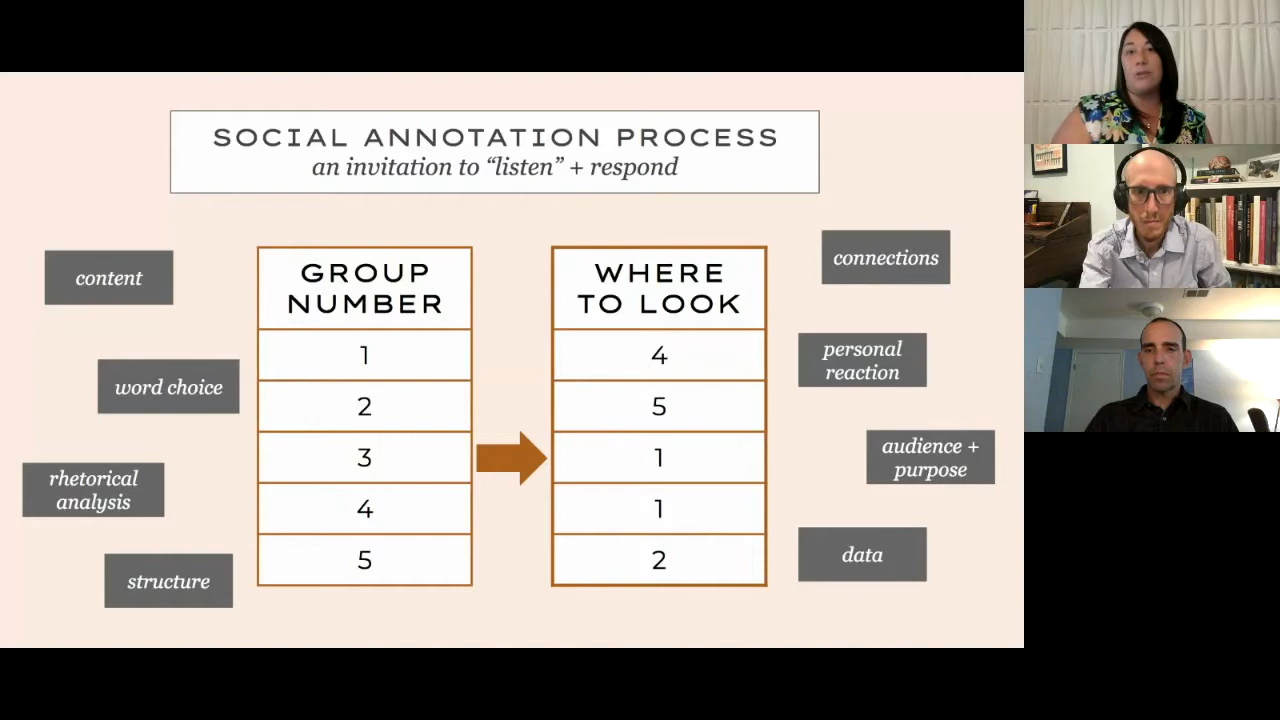 SOCIAL ANNOTATION PROCESS
an invitation to “listen” + respond
content
word choice
rhetorical
analysis
structure
GROUP
NUMBER
1
2
3
4
5
WHERE
TO LOOK
4
5
1
1
2
connections
personal
reaction
audience +
purpose
data